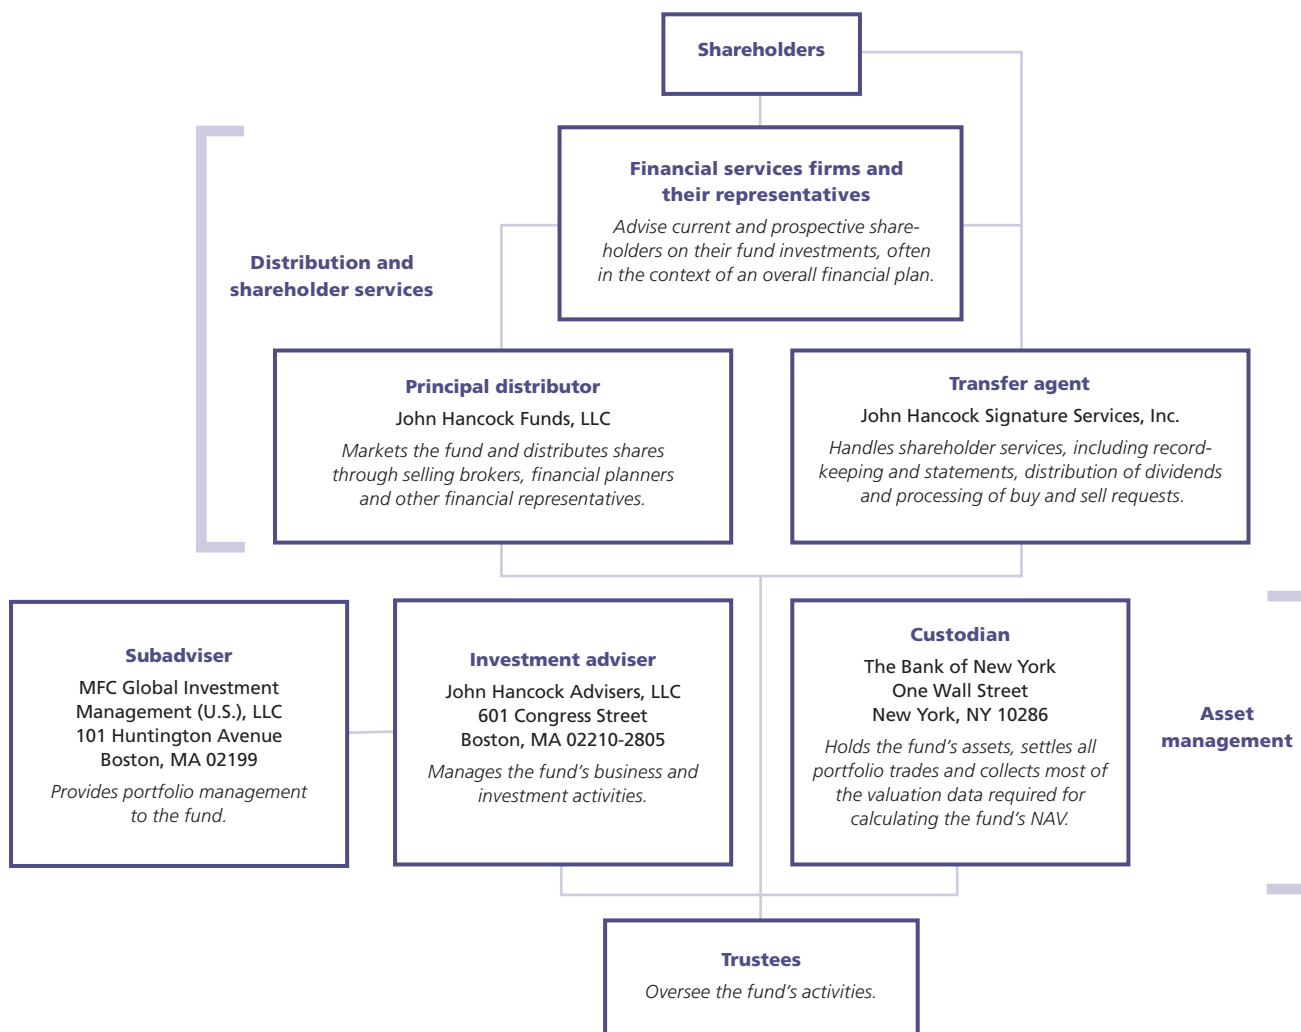 Shareholders
Financial services firms and
their representatives
Advise current and prospective share-
holders on their fund investments, often
in the context of an overall financial plan.
Distribution and
shareholder services
Principal distributor
John Hancock Funds, LLC
Markets the fund and distributes shares
through selling brokers, financial planners
and other financial representatives.
Transfer agent
John Hancock Signature Services, Inc.
Handles shareholder services, including record-
keeping and statements, distribution of dividends
and processing of buy and sell requests.
Subadviser
MFC Global Investment
Management (U.S.), LLC
101 Huntington Avenue
Boston, MA 02199
Provides portfolio management
to the fund.
Investment adviser
John Hancock Advisers, LLC
601 Congress Street
Boston, MA 02210-2805
Manages the fund’s business and
investment activities.
Custodian
The Bank of New York
One Wall Street
New York, NY 10286
Holds the fund’s assets, settles all
portfolio trades and collects most of
the valuation data required for
calculating the fund’s NAV.
Asset
management
Trustees
Oversee the fund’s activities.